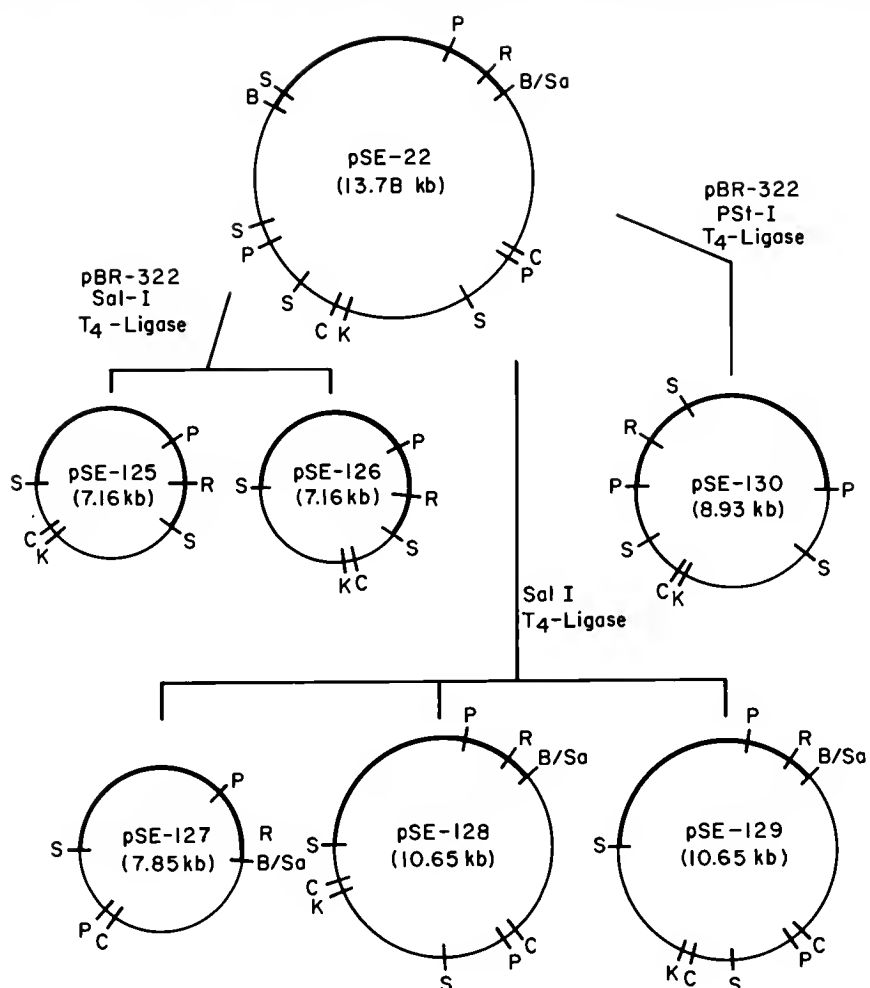 P
R
B/Sa
S
B
pSE-22
(13.78 kb)
S
P
S
C K
S
P
C
pBR-322
Sal-I
T4-Ligase
pBR-322
PSt-I
T4-Ligase
P
S
pSE-125
(7.16 kb)
R
C
K
S
P
S
pSE-126
(7.16 kb)
R
S
K C
S
R
P
pSE-130
(8.93 kb)
P
S
C K
S
Sal I
T4-Ligase
P
R
B/Sa
S
pSE-127
(7.85 kb)
P C
P
R
B/Sa
S
pSE-128
(10.65 kb)
C
K
C
P
S
P
R
B/Sa
S
pSE-129
(10.65 kb)
K C
S
P
C